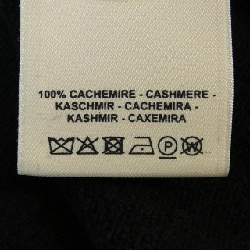 100% CACHEMIRE - CASHMERE -
KASCHMIR - CACHEMIRA -
KASHMIR - CAXEMIRA